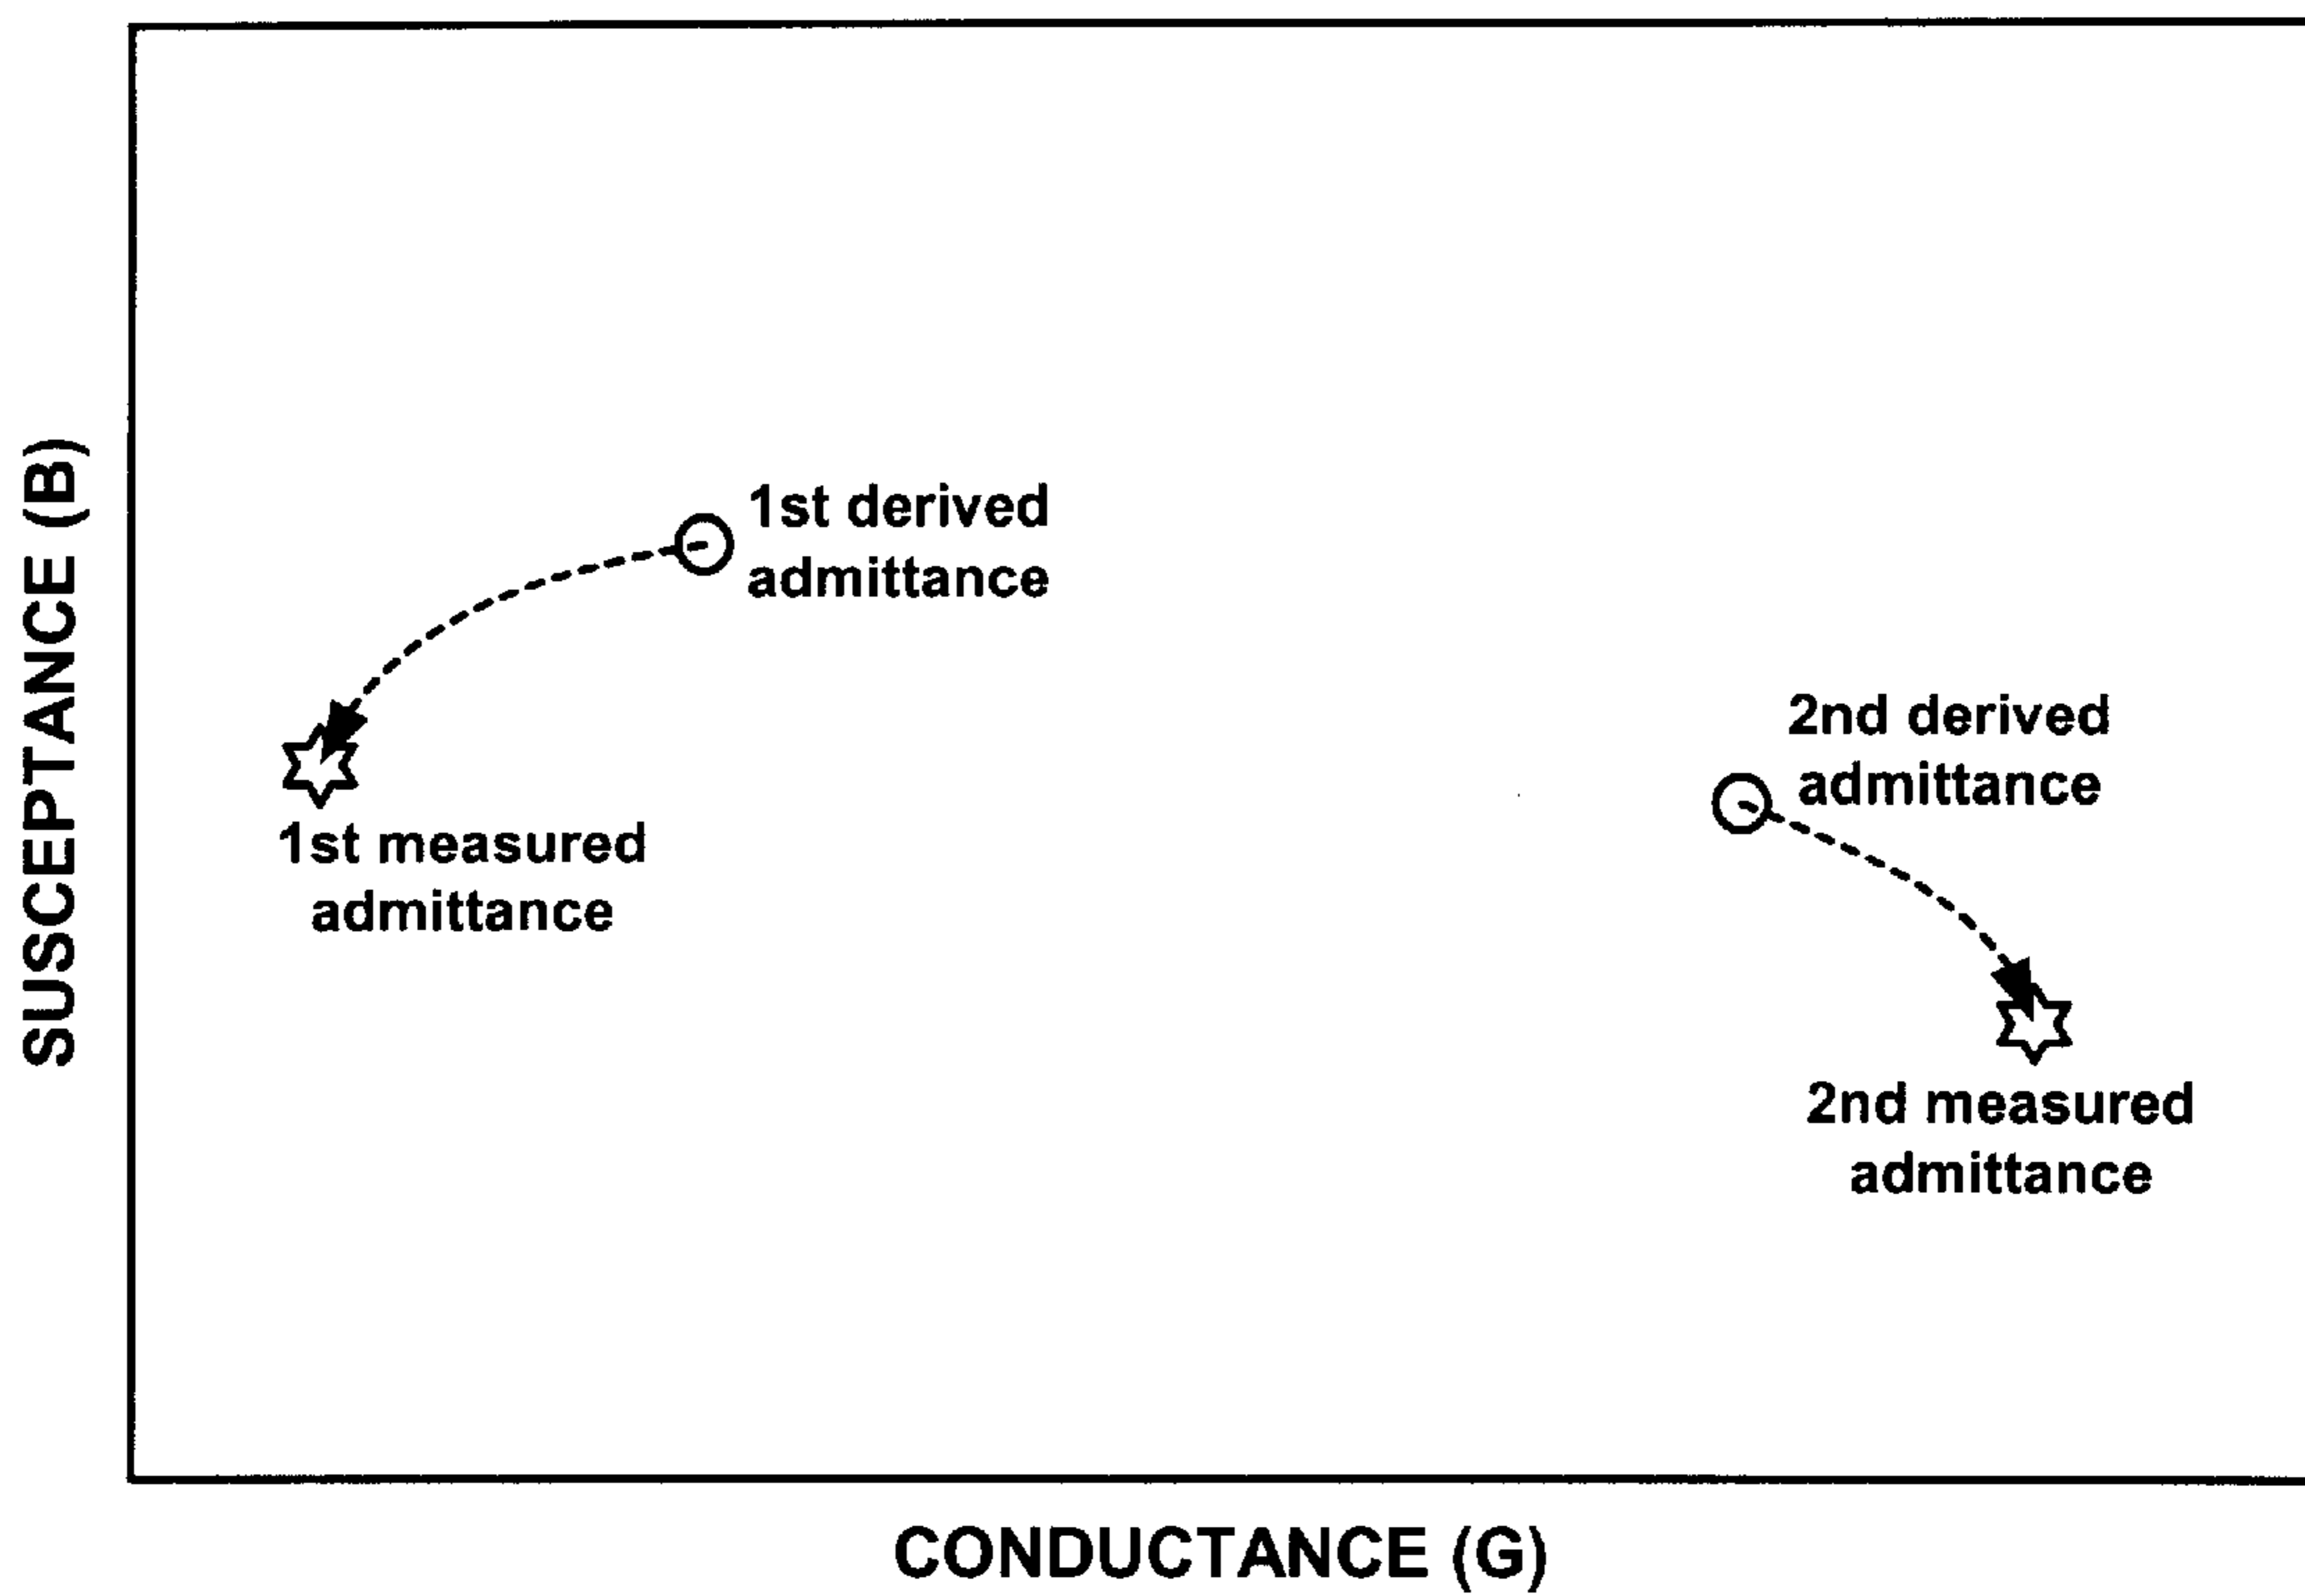 SUSCEPTANCE (B)
1st derived
admittance
1st measured
admittance
2nd derived
admittance
2nd measured
admittance
CONDUCTANCE (G)